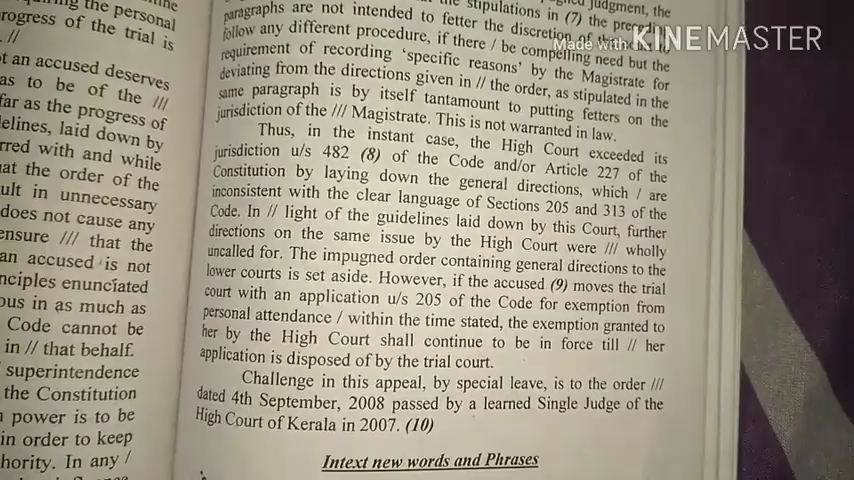 ring the personal
rogress of the trial is
. //
t an accused deserves
as to be of the ///
far as the progress of
elines, laid down by
rred with and while
at the order of the
ult in unnecessary
does not cause any
ensure /// that the
an accused is not
nciples enunciated
ous in as much as
Code cannot be
in // that behalf.
superintendence
the Constitution
power is to be
in order to keep
hority. In any /
judgment, the
stipulations in (7) the
paragraphs are not intended to fetter the discretion of
follow any different procedure, if there / be compelling need but the
requirement of recording ‘specific reasons’ by the Magistrate for
deviating from the directions given in // the order, as stipulated in the
same paragraph is by itself tantamount to putting fetters on the
jurisdiction of the /// Magistrate. This is not warranted in law.
Thus, in the instant case, the High Court exceeded its
jurisdiction u/s 482 (8) of the Code and/or Article 227 of the
Constitution by laying down the general directions, which / are
inconsistent with the clear language of Sections 205 and 313 of the
Code. In // light of the guidelines laid down by this Court, further
directions on the same issue by the High Court were /// wholly
uncalled for. The impugned order containing general directions to the
lower courts is set aside. However, if the accused (9) moves the trial
court with an application u/s 205 of the Code for exemption from
personal attendance / within the time stated, the exemption granted to
her by the High Court shall continue to be in force till // her
application is disposed of by the trial court.
Challenge in this appeal, by special leave, is to the order ///
dated 4th September, 2008 passed by a learned Single Judge of the
High Court of Kerala in 2007. (10)
Intext new words and Phrases
Made with KINEMASTER